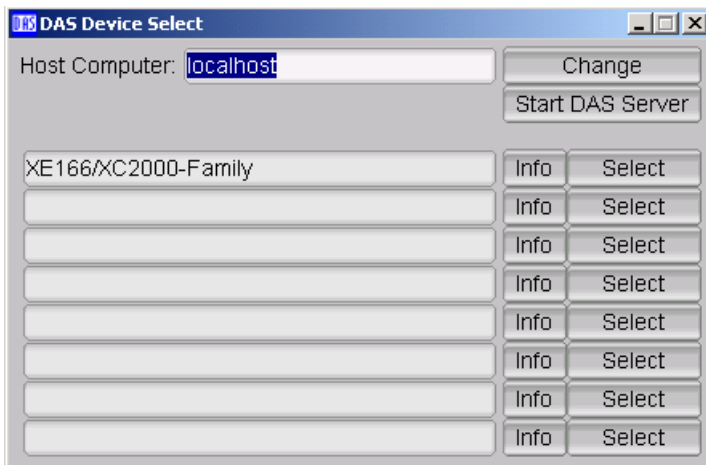 DAS DAS Device Select
Host Computer: localhost Change
Start DAS Server
XE166/XC2000-Family Info Select
Info Select
Info Select
Info Select
Info Select
Info Select
Info Select
Info Select